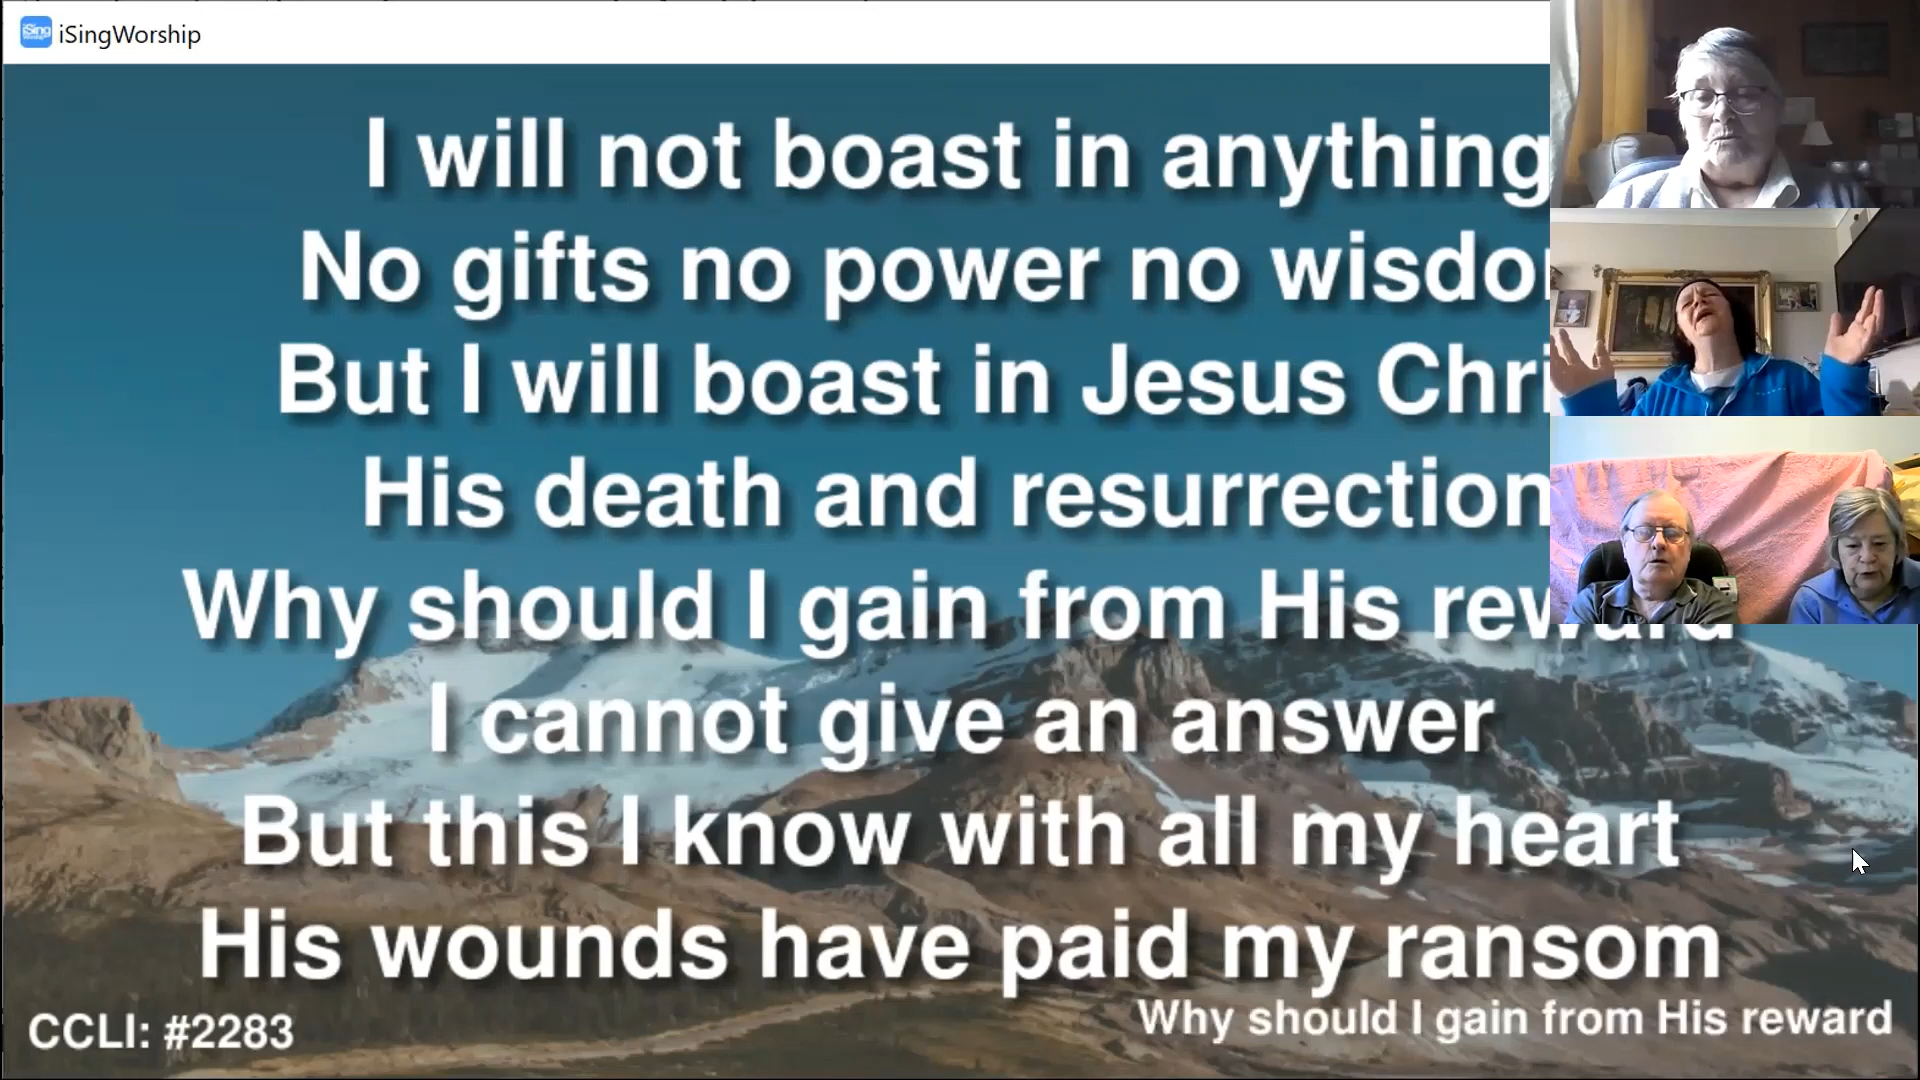 iSingWorship
I will not boast in anything
No gifts no power no wisdo
But I will boast in Jesus Chri
His death and resurrection
Why should I gain from His reward
I cannot give an answer
But this I know with all my heart
His wounds have paid my ransom
Why should I gain from His reward
CCLI: #2283